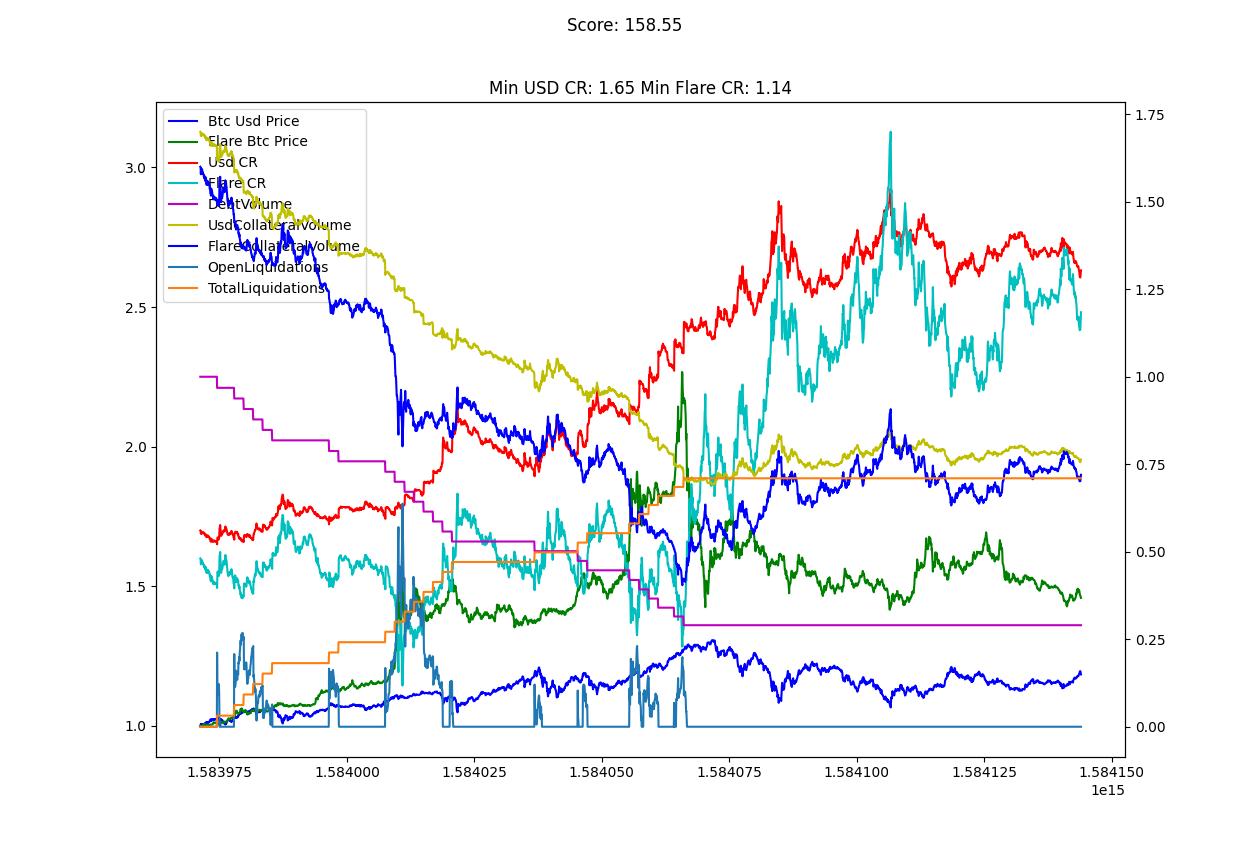 Score: 158.55
Min USD CR: 1.65 Min Flare CR: 1.14
Btc Usd Price
Flare Btc Price
Usd CR
Flare CR
DebtVolume
UsdCollateralVolume
FlareCollateralVolume
OpenLiquidations
TotalLiquidations
3.0
2.5
2.0
1.5
1.0
1.75
1.50
1.25
1.00
0.75
0.50
0.25
0.00
1.583975
1.584000
1.584025
1.584050
1.584075
1.584100
1.584125
1.584150
1e15